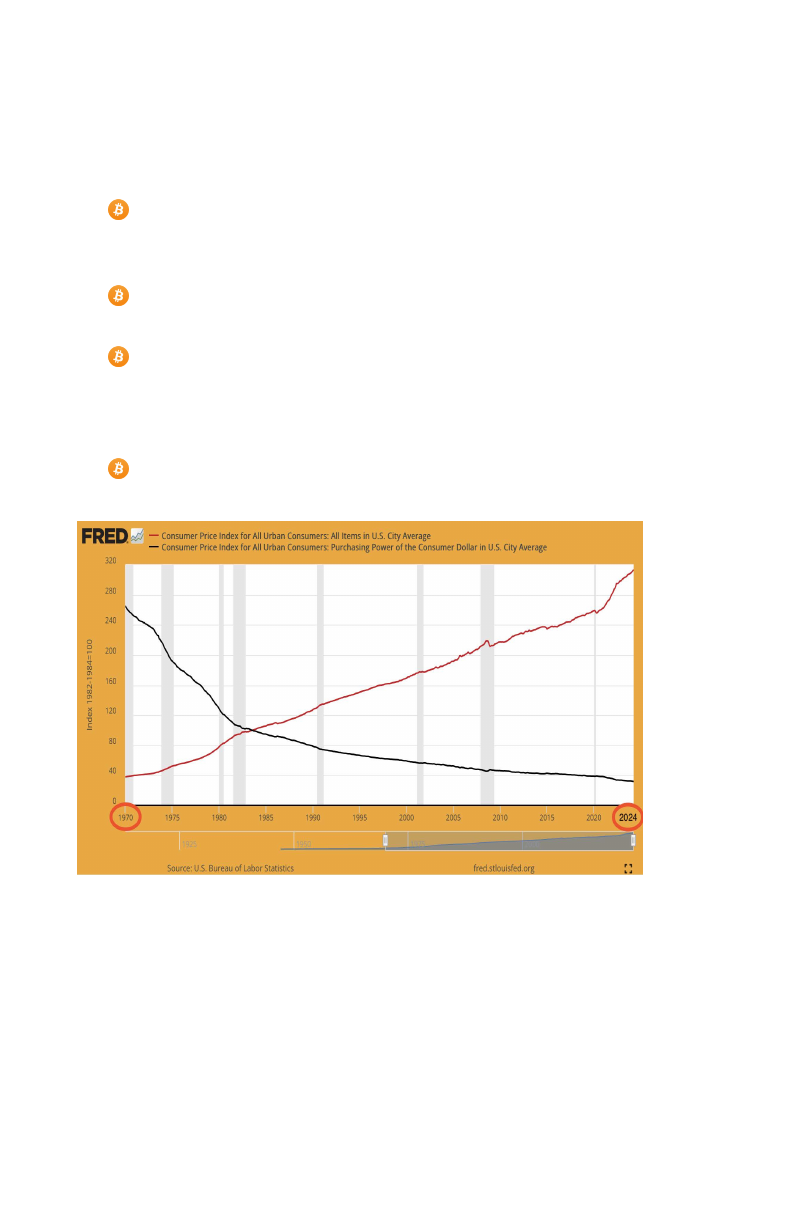 FRED
Consumer Price Index for All Urban Consumers: All Items in U.S. City Average
Consumer Price Index for All Urban Consumers: Purchasing Power of the Consumer Dollar in U.S. City Average
320
280
240
200
160
120
80
40
0
Index 1982-1984=100
1970 1975 1980 1985 1990 1995 2000 2005 2010 2015 2020 2024
1925 1950
Source: U.S. Bureau of Labor Statistics fred.stlouisfed.org